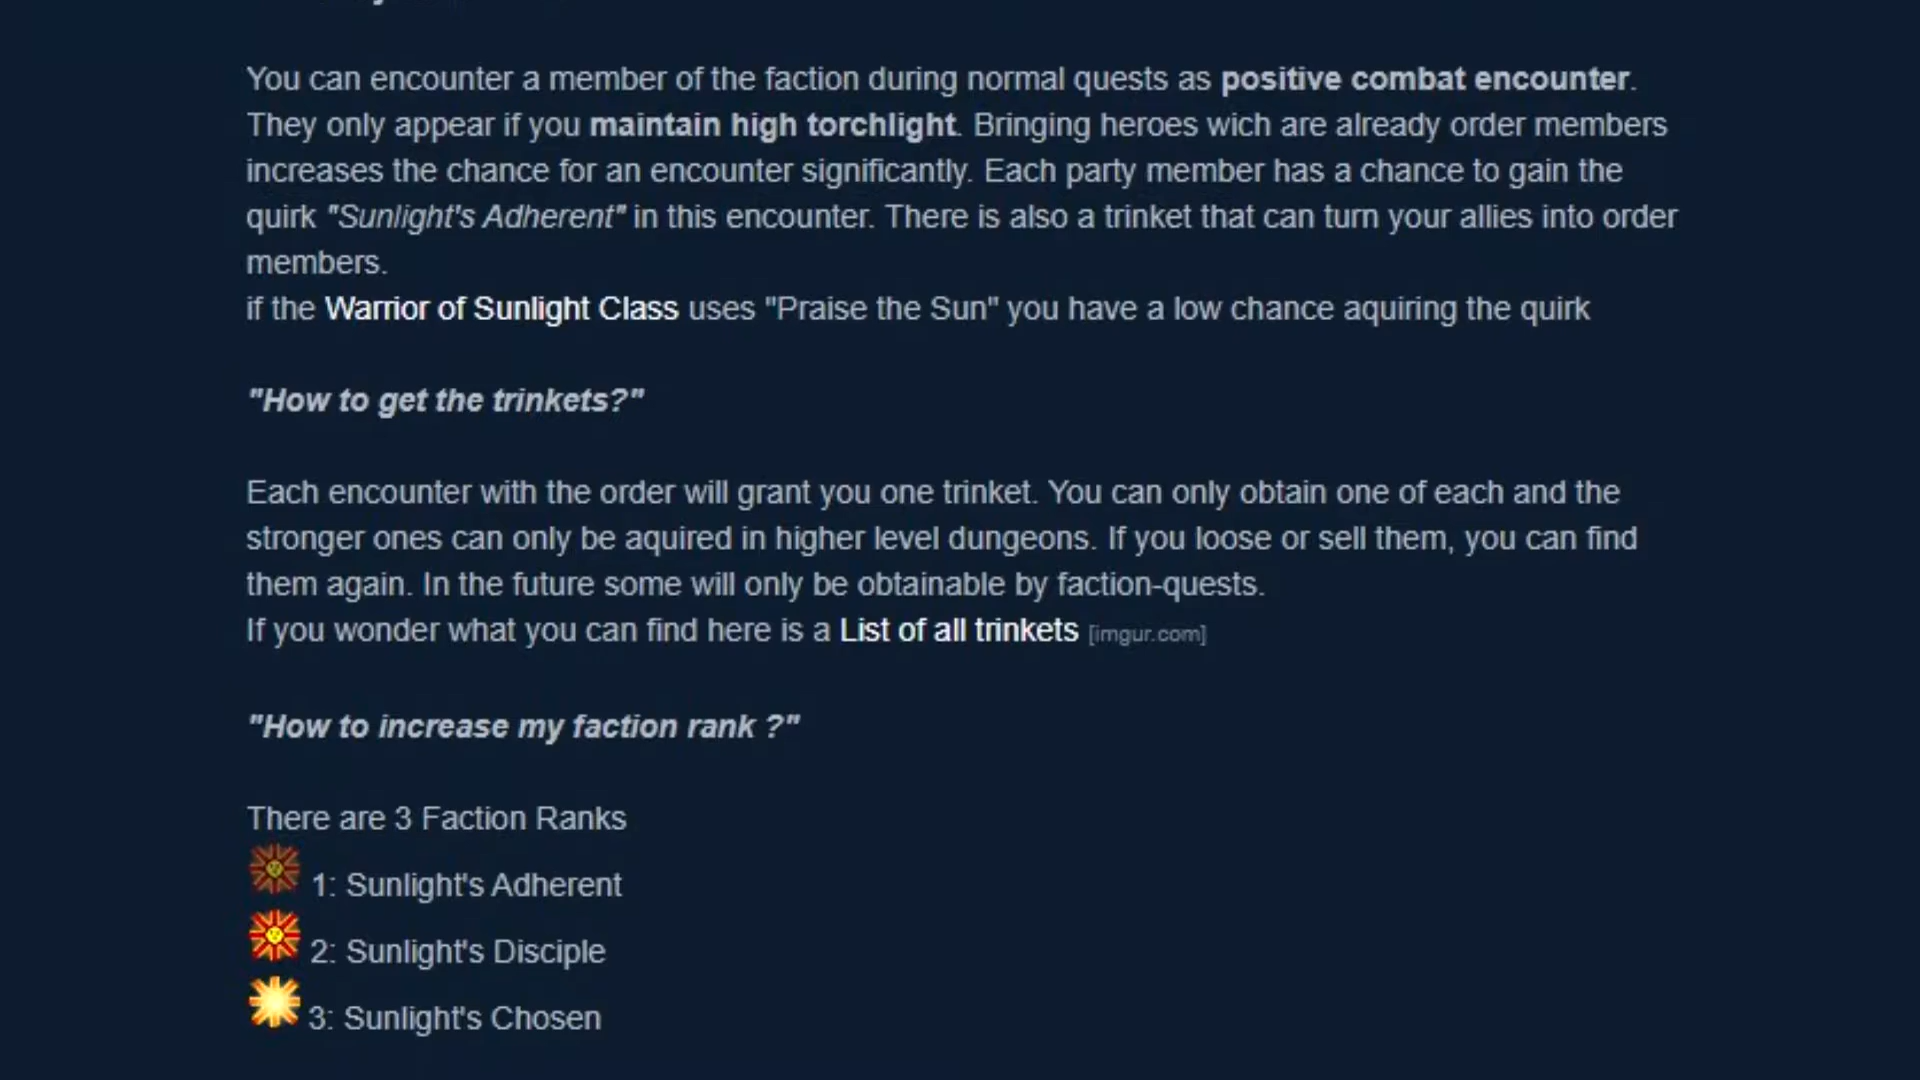 You can encounter a member of the faction during normal quests as positive combat encounter.
They only appear if you maintain high torchlight. Bringing heroes wich are already order members
increases the chance for an encounter significantly. Each party member has a chance to gain the
quirk "Sunlight's Adherent" in this encounter. There is also a trinket that can turn your allies into order
members.
if the Warrior of Sunlight Class uses "Praise the Sun" you have a low chance aquiring the quirk
"How to get the trinkets?"
Each encounter with the order will grant you one trinket. You can only obtain one of each and the
stronger ones can only be aquired in higher level dungeons. If you loose or sell them, you can find
them again. In the future some will only be obtainable by faction-quests.
If you wonder what you can find here is a List of all trinkets [imgur.com]
"How to increase my faction rank ?"
There are 3 Faction Ranks
1: Sunlight's Adherent
2: Sunlight's Disciple
3: Sunlight's Chosen